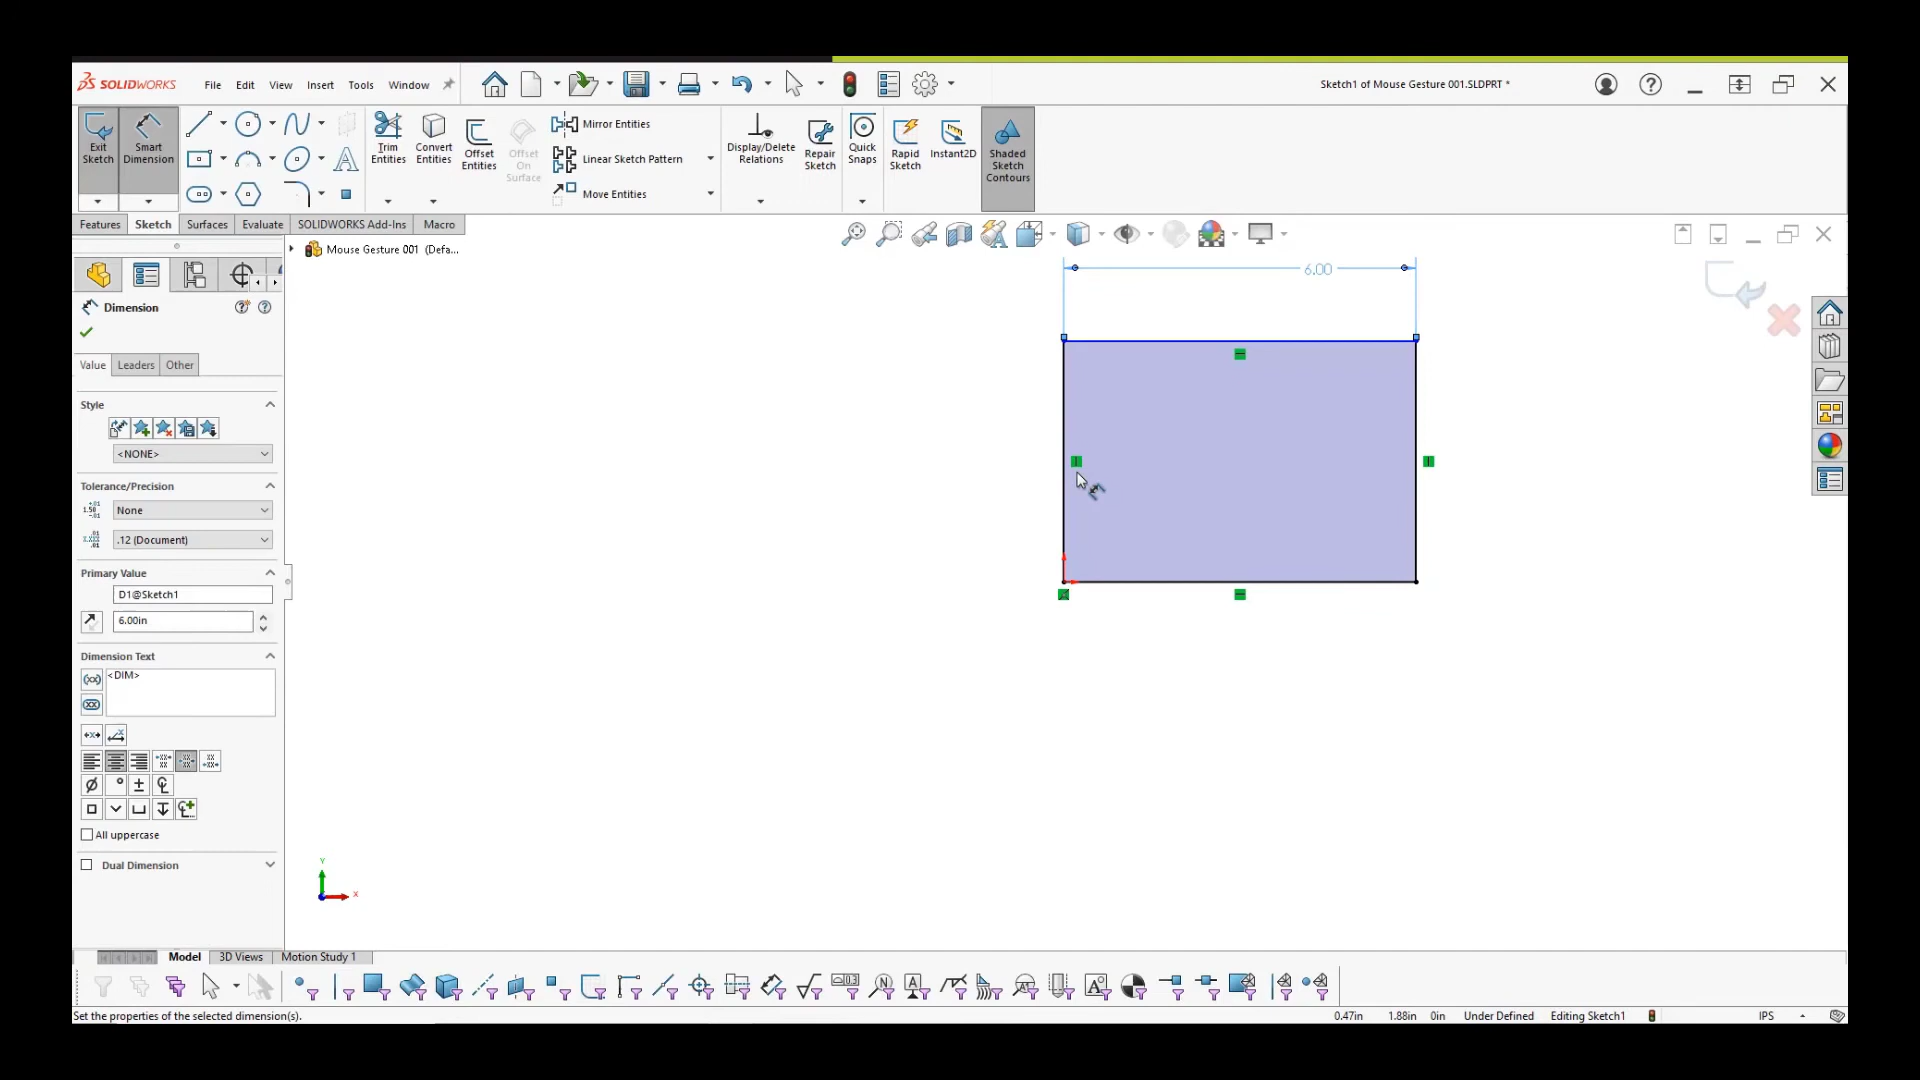 SOLIDWORKS
File Edit View Insert Tools Window
Sketch1 of Mouse Gesture 001.SLDPRT *
Exit Sketch
Smart Dimension
Trim Entities
Convert Entities
Offset Entities
Offset On Surface
Mirror Entities
Linear Sketch Pattern
Move Entities
Display/Delete Relations
Repair Sketch
Quick Snaps
Rapid Sketch
Instant2D
Shaded Sketch Contours
Features Sketch Surfaces Evaluate SOLIDWORKS Add-Ins Macro
Mouse Gesture 001 (Defa...
6.00
Dimension
Value Leaders Other
Style
<NONE>
Tolerance/Precision
None
.12 (Document)
Primary Value
D1@Sketch1
6.00in
Dimension Text
<DIM>
All uppercase
Dual Dimension
Y
X
Model 3D Views Motion Study 1
Set the properties of the selected dimension(s).
0.47in 1.88in 0in Under Defined Editing Sketch1 IPS